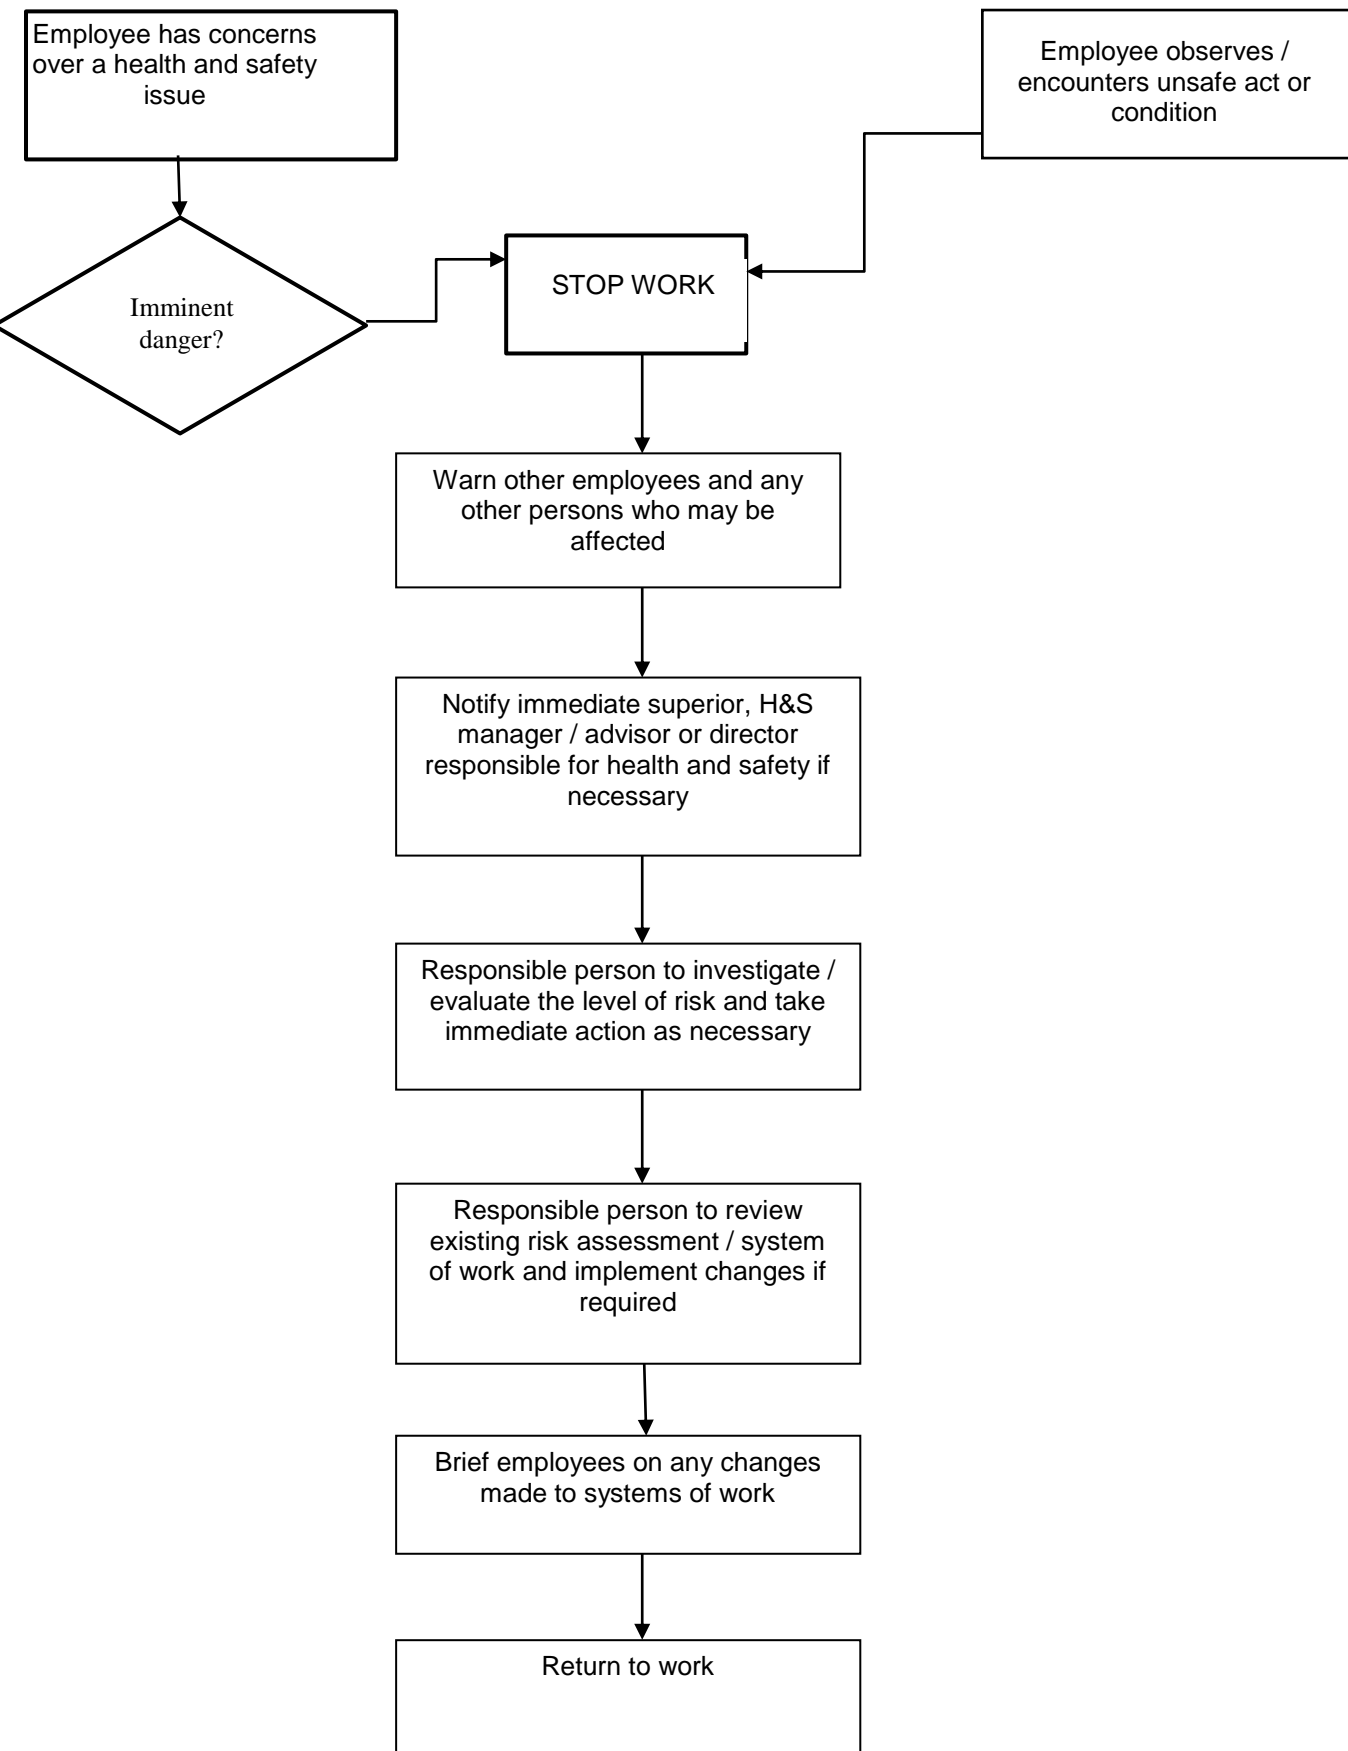 Employee has concerns
over a health and safety
issue
Employee observes /
encounters unsafe act or
condition
Imminent
danger?
STOP WORK
Warn other employees and any
other persons who may be
affected
Notify immediate superior, H&S
manager / advisor or director
responsible for health and safety if
necessary
Responsible person to investigate /
evaluate the level of risk and take
immediate action as necessary
Responsible person to review
existing risk assessment / system
of work and implement changes if
required
Brief employees on any changes
made to systems of work
Return to work